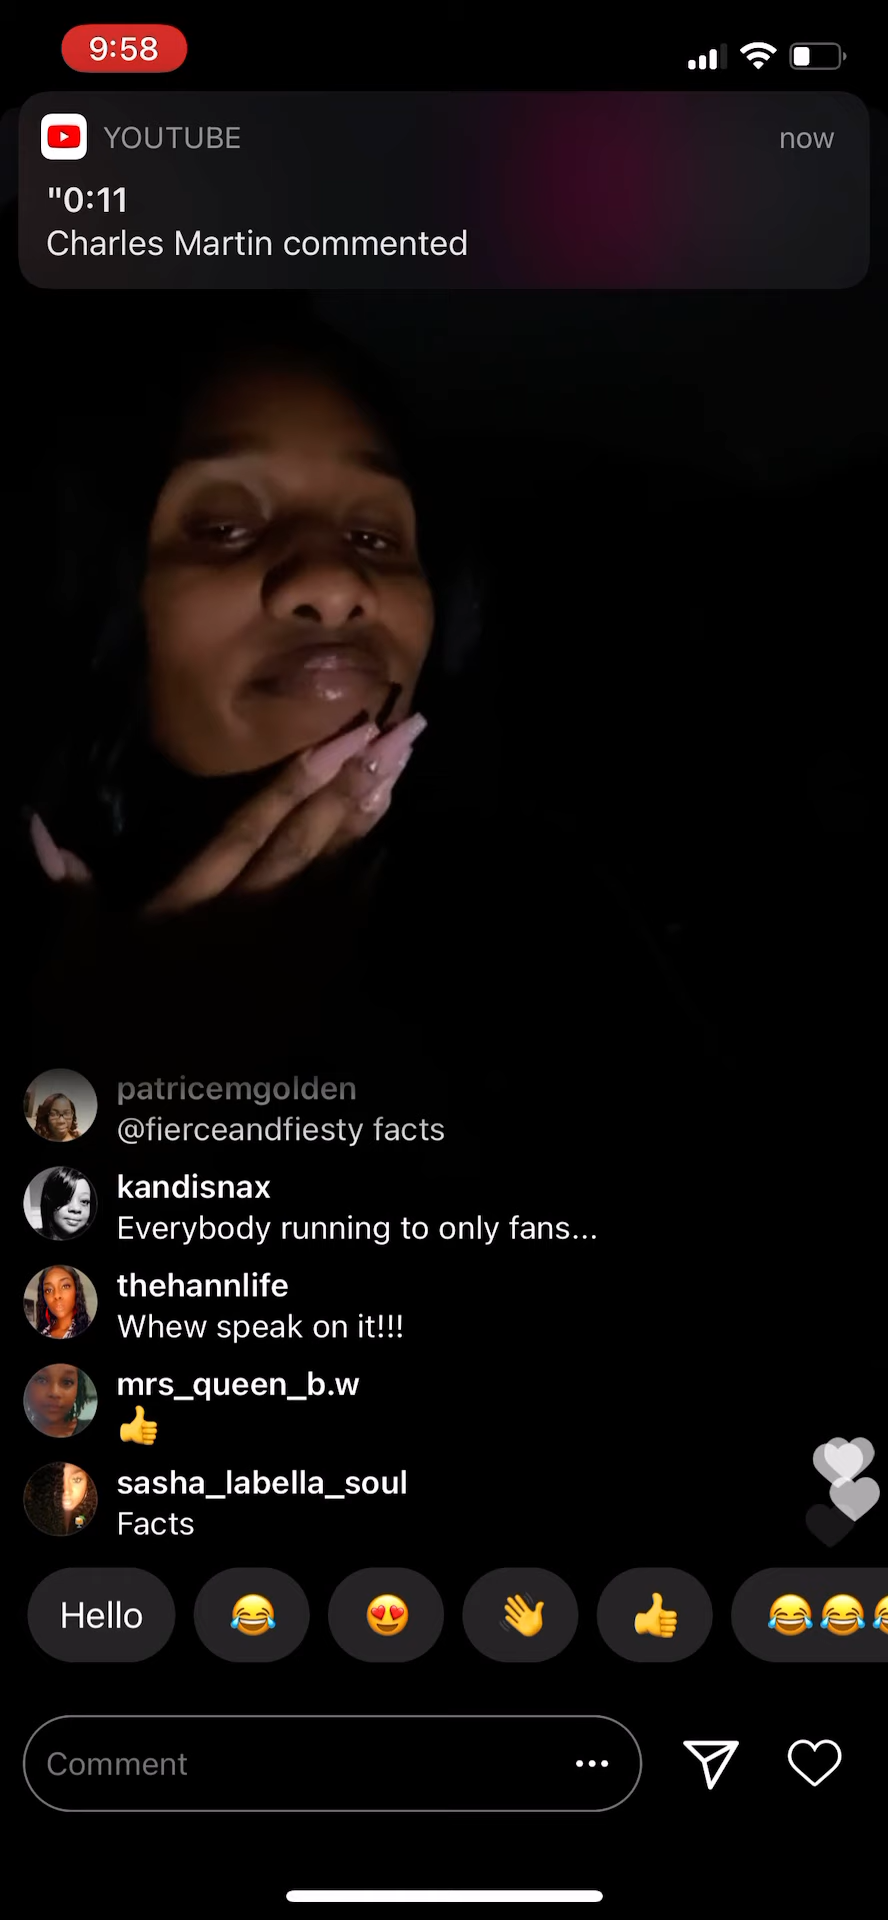 9:58
YOUTUBE
now
"0:11
Charles Martin commented
patricemgolden
@fierceandfiesty facts
kandisnax
Everybody running to only fans...
thehannlife
Whew speak on it!!!
mrs_queen_b.w
👍
sasha_labella_soul
Facts
Hello 😂 😍 👋 👍 😂😂😂
Comment